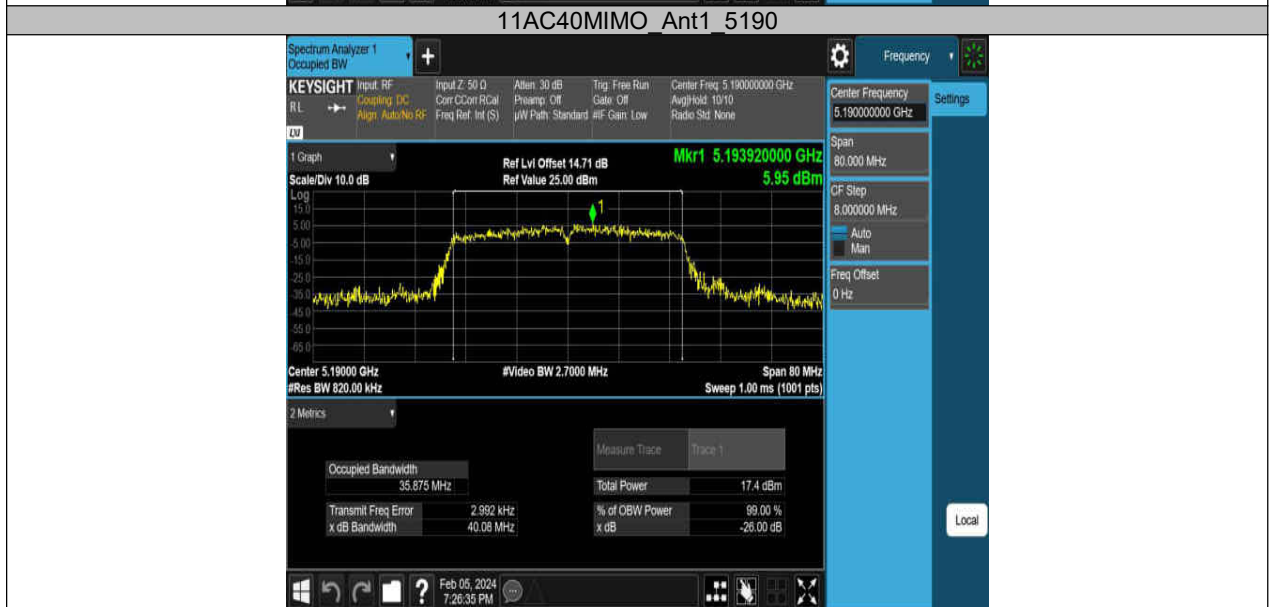 11AC40MIMO_Ant1_5190
Spectrum Analyzer 1
Occupied BW
+
Frequency
KEYSIGHT
RL
LXI
Input: RF
Coupling: DC
Align: Auto/No RF
Input Z: 50 Ω
Corr CCorr RCal
Freq Ref: Int (S)
Atten: 30 dB
Preamp: Off
µW Path: Standard
Trig: Free Run
Gate: Off
#IF Gain: Low
Center Freq: 5.190000000 GHz
Avg|Hold: 10/10
Radio Std: None
Center Frequency
5.190000000 GHz
Settings
Span
80.000 MHz
CF Step
8.000000 MHz
Auto
Man
Freq Offset
0 Hz
1 Graph
Scale/Div 10.0 dB
Ref Lvl Offset 14.71 dB
Ref Value 25.00 dBm
Mkr1 5.193920000 GHz
5.95 dBm
Log
15.0
5.00
-5.00
-15.0
-25.0
-35.0
-45.0
-55.0
-65.0
1
Center 5.19000 GHz
#Res BW 820.00 kHz
#Video BW 2.7000 MHz
Span 80 MHz
Sweep 1.00 ms (1001 pts)
2 Metrics
Measure Trace Trace 1
Occupied Bandwidth
35.875 MHz
Total Power 17.4 dBm
Transmit Freq Error 2.992 kHz
% of OBW Power 99.00 %
x dB Bandwidth 40.08 MHz
x dB -26.00 dB
Local
?
Feb 05, 2024
7:26:35 PM